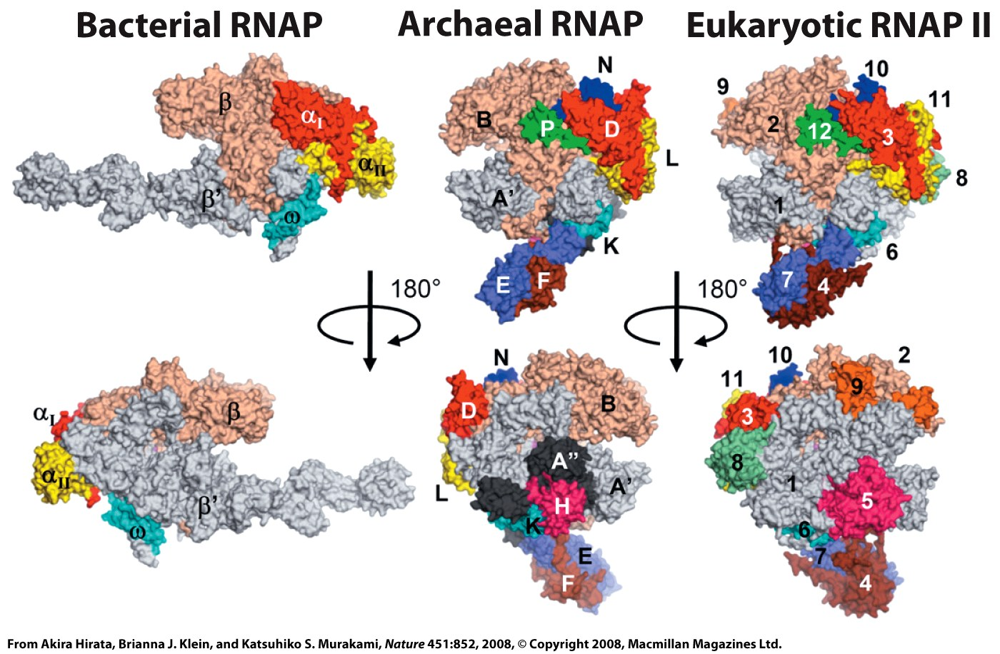 Bacterial RNAP
Archaeal RNAP
Eukaryotic RNAP II
β
αI
αII
β’
ω
N
B
P
D
L
A’
K
E
F
9
10
11
2
12
3
8
1
6
7
4
180°
180°
αI
β
αII
β’
ω
N
D
B
A’’
A’
L
H
K
E
F
10
2
11
9
3
8
1
5
6
7
4
From Akira Hirata, Brianna J. Klein, and Katsuhiko S. Murakami, Nature 451:852, 2008, © Copyright 2008, Macmillan Magazines Ltd.